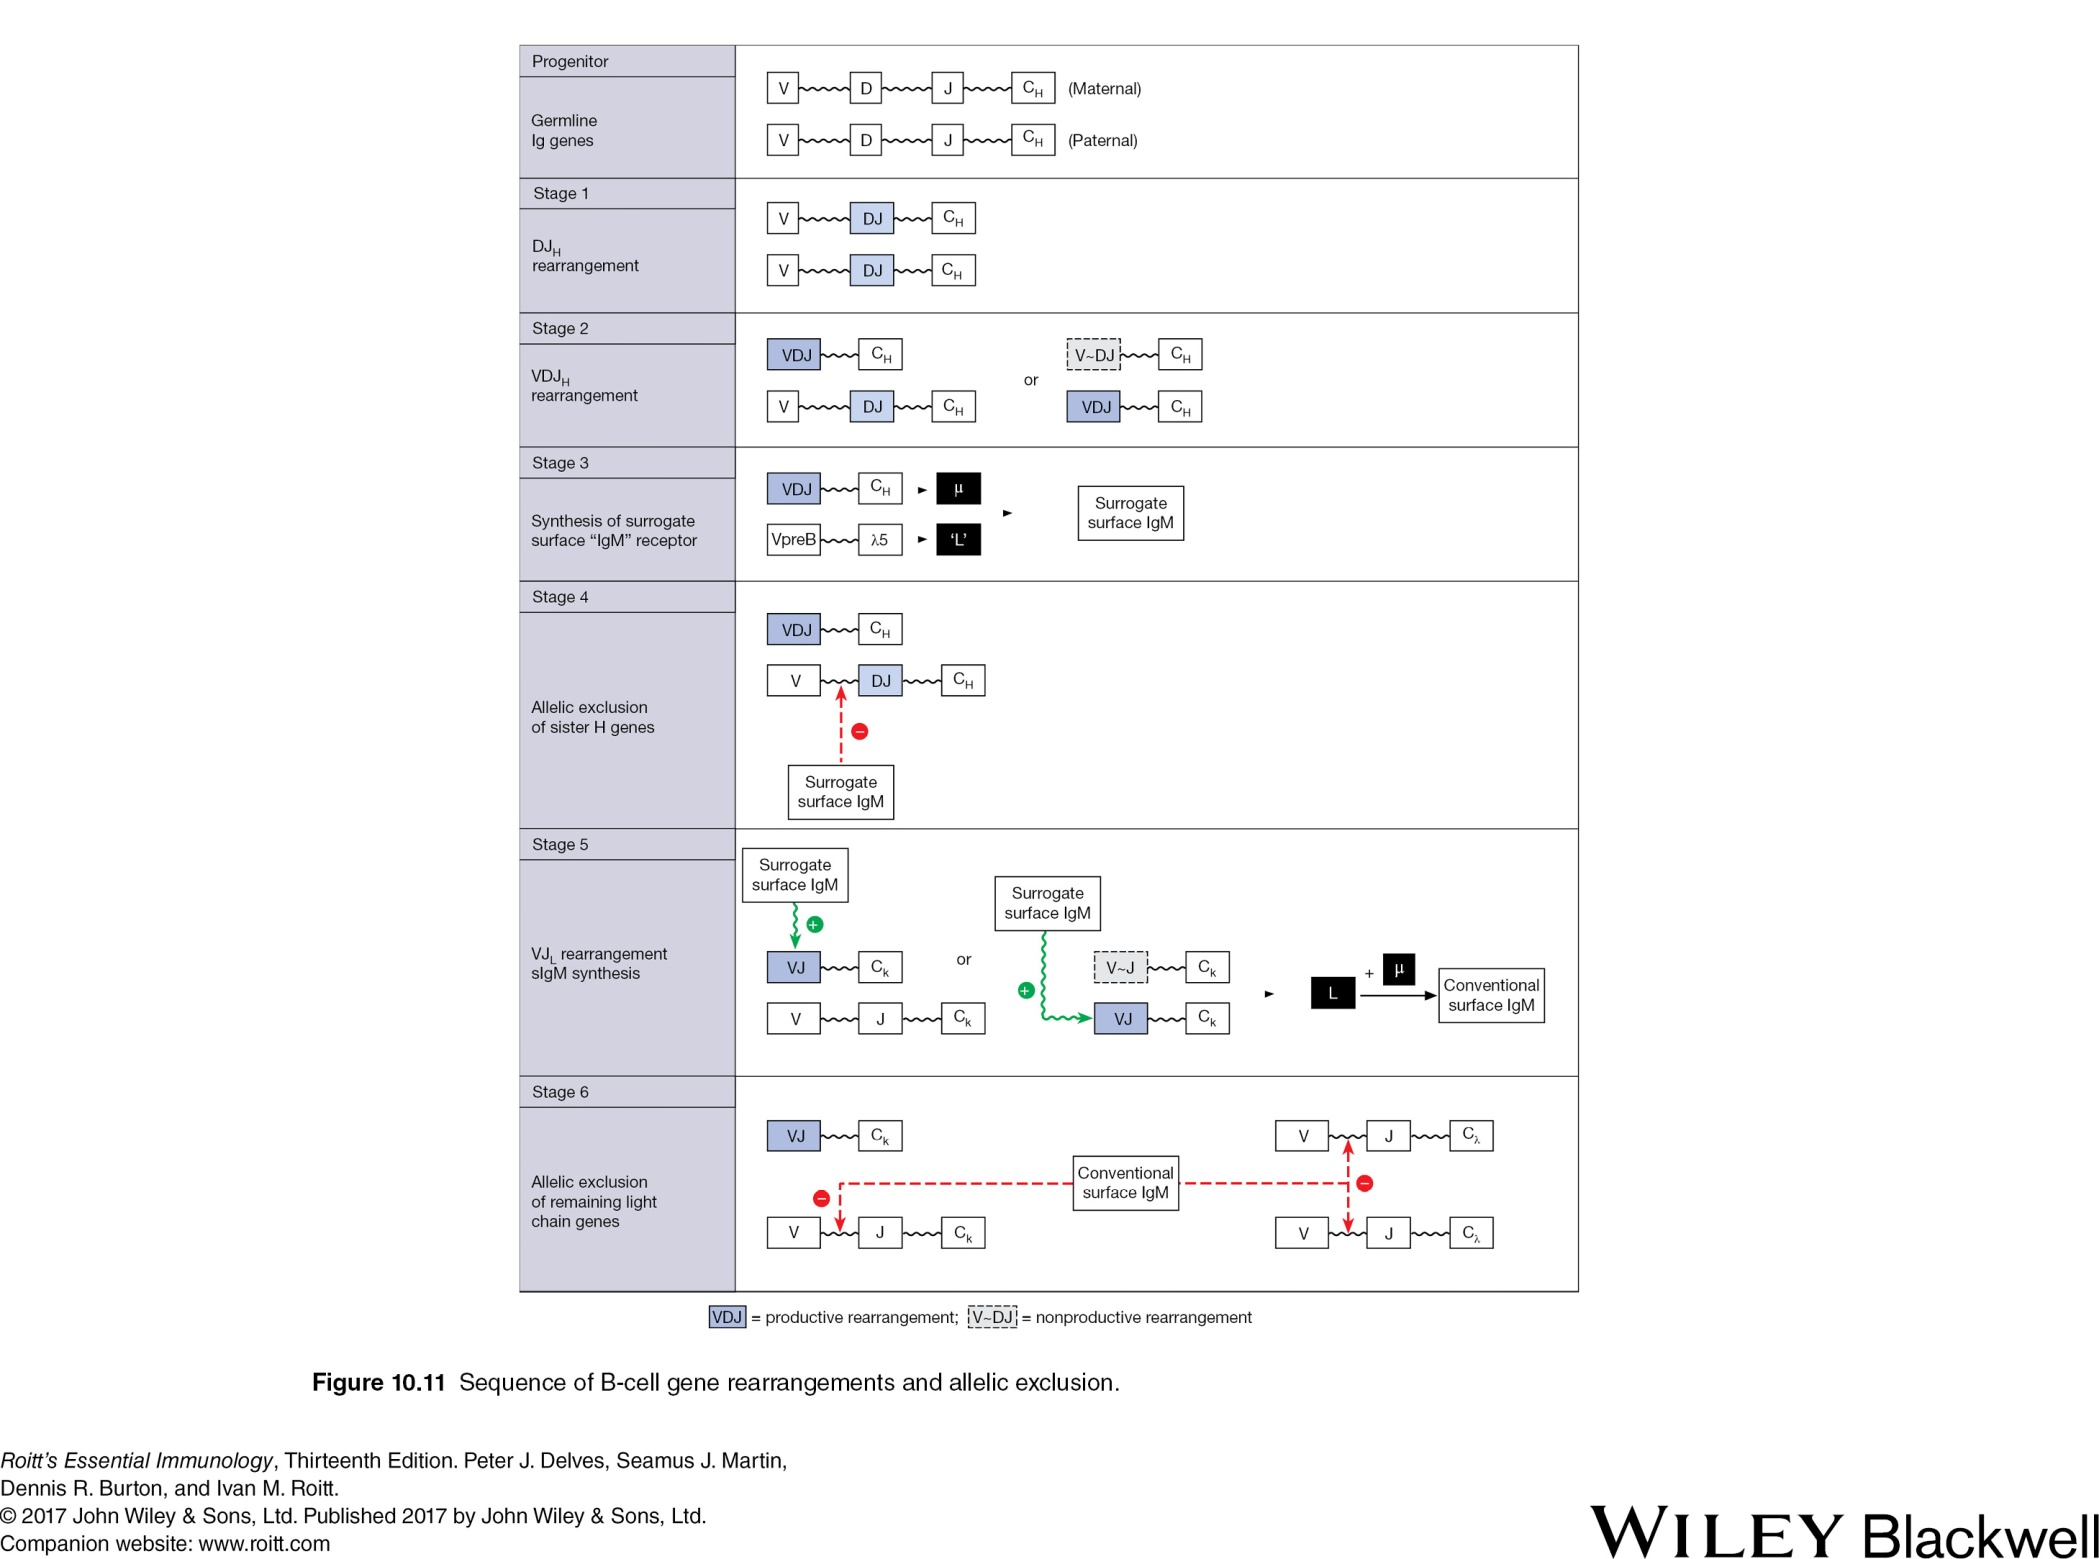 Progenitor
Germline
Ig genes
V D J CH (Maternal)
V D J CH (Paternal)
Stage 1
DJH
rearrangement
V DJ CH
V DJ CH
Stage 2
VDJH
rearrangement
VDJ CH
V DJ CH
or
V~DJ CH
VDJ CH
Stage 3
Synthesis of surrogate
surface “IgM” receptor
VDJ CH µ
VpreB λ5 ‘L’
Surrogate
surface IgM
Stage 4
Allelic exclusion
of sister H genes
VDJ CH
V DJ CH
−
Surrogate
surface IgM
Stage 5
VJL rearrangement
sIgM synthesis
Surrogate
surface IgM
+
VJ Ck
V J Ck
or
Surrogate
surface IgM
+
V~J Ck
VJ Ck
L
+ µ
Conventional
surface IgM
Stage 6
Allelic exclusion
of remaining light
chain genes
VJ Ck
−
V J Ck
Conventional
surface IgM
V J Cλ
−
V J Cλ
VDJ = productive rearrangement; V~DJ = nonproductive rearrangement
Figure 10.11 Sequence of B-cell gene rearrangements and allelic exclusion.
Roitt’s Essential Immunology, Thirteenth Edition. Peter J. Delves, Seamus J. Martin,
Dennis R. Burton, and Ivan M. Roitt.
© 2017 John Wiley & Sons, Ltd. Published 2017 by John Wiley & Sons, Ltd.
Companion website: www.roitt.com
WILEY Blackwell